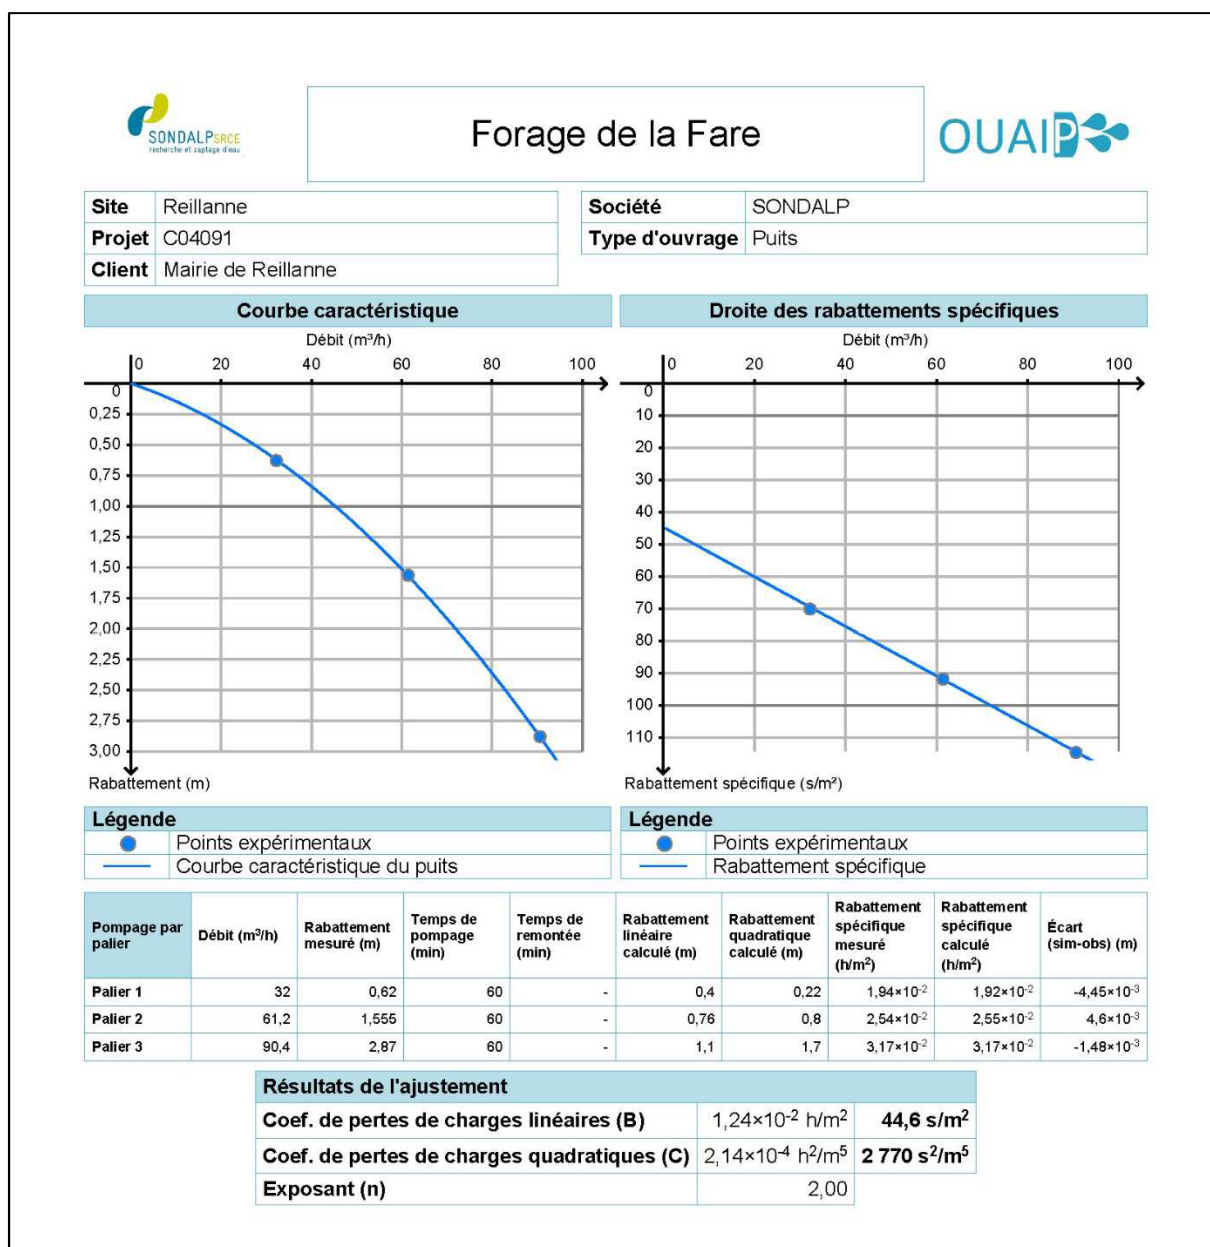 SONDALPSRCE
recherche et captage d'eau
Forage de la Fare
OUAIP
Site Reillanne
Projet C04091
Client Mairie de Reillanne
Société SONDALP
Type d'ouvrage Puits
Courbe caractéristique
Débit (m³/h)
0 20 40 60 80 100
0
0,25
0,50
0,75
1,00
1,25
1,50
1,75
2,00
2,25
2,50
2,75
3,00
Rabattement (m)
Droite des rabattements spécifiques
Débit (m³/h)
0 20 40 60 80 100
0
10
20
30
40
50
60
70
80
90
100
110
Rabattement spécifique (s/m²)
Légende
Points expérimentaux
Courbe caractéristique du puits
Légende
Points expérimentaux
Rabattement spécifique
Pompage par palier Débit (m³/h) Rabattement mesuré (m) Temps de pompage (min) Temps de remontée (min) Rabattement linéaire calculé (m) Rabattement quadratique calculé (m) Rabattement spécifique mesuré (h/m²) Rabattement spécifique calculé (h/m²) Écart (sim-obs) (m)
Palier 1 32 0,62 60 - 0,4 0,22 1,94×10⁻² 1,92×10⁻² -4,45×10⁻³
Palier 2 61,2 1,555 60 - 0,76 0,8 2,54×10⁻² 2,55×10⁻² 4,6×10⁻³
Palier 3 90,4 2,87 60 - 1,1 1,7 3,17×10⁻² 3,17×10⁻² -1,48×10⁻³
Résultats de l'ajustement
Coef. de pertes de charges linéaires (B) 1,24×10⁻² h/m² 44,6 s/m²
Coef. de pertes de charges quadratiques (C) 2,14×10⁻⁴ h²/m⁵ 2 770 s²/m⁵
Exposant (n) 2,00